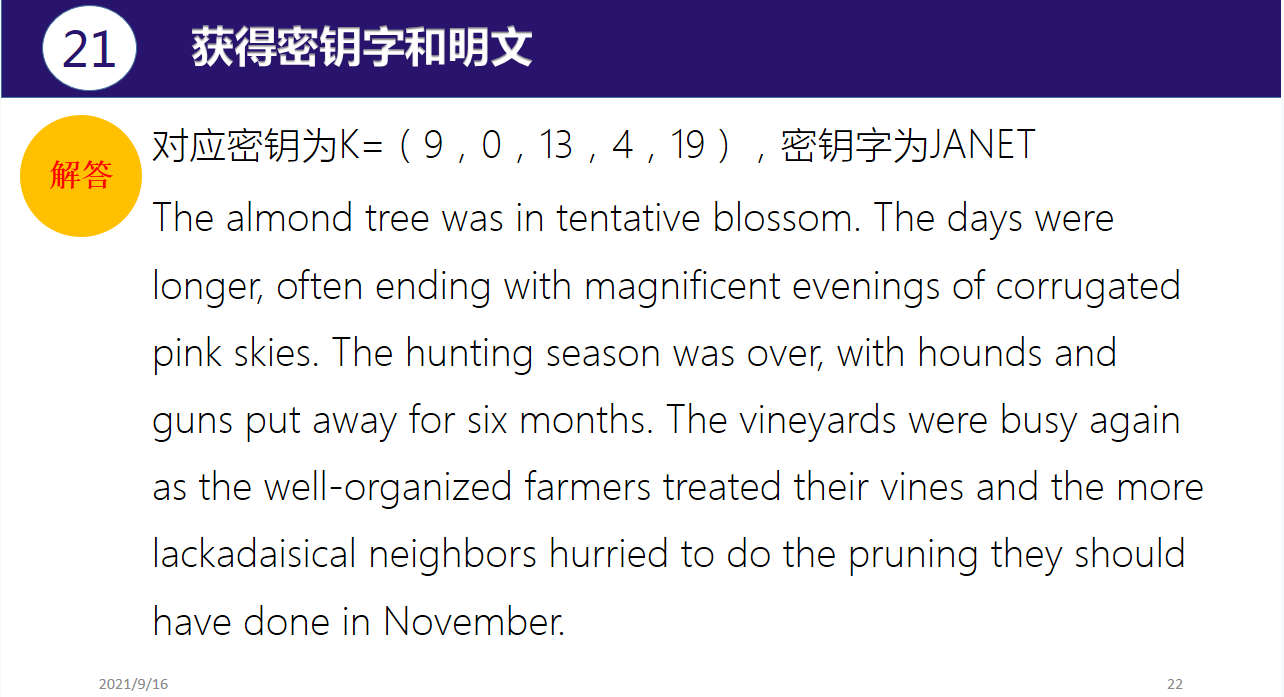 21 获得密钥字和明文
解答
对应密钥为K=（9，0，13，4，19），密钥字为JANET
The almond tree was in tentative blossom. The days were
longer, often ending with magnificent evenings of corrugated
pink skies. The hunting season was over, with hounds and
guns put away for six months. The vineyards were busy again
as the well-organized farmers treated their vines and the more
lackadaisical neighbors hurried to do the pruning they should
have done in November.
2021/9/16
22